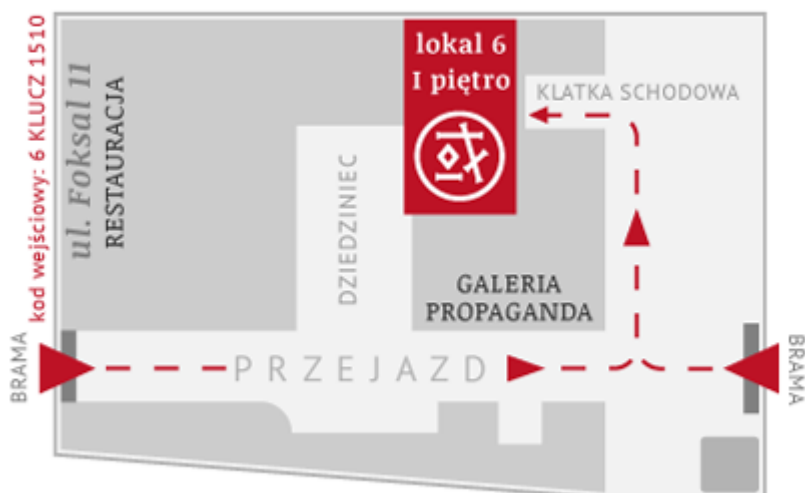 kod wejściowy: 6 KLUCZ 1510
ul. Foksal 11
RESTAURACJA
lokal 6
I piętro
KLATKA SCHODOWA
DZIEDZINIEC
GALERIA
PROPAGANDA
BRAMA
PRZEJAZD
BRAMA